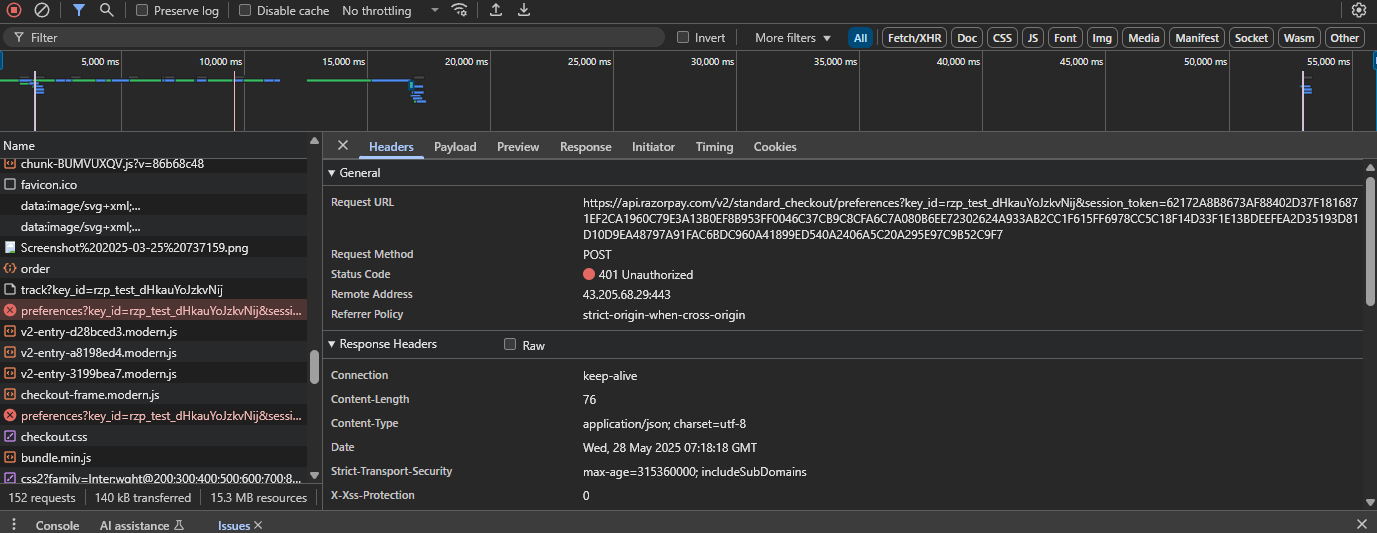 Preserve log Disable cache No throttling
Filter Invert More filters All Fetch/XHR Doc CSS JS Font Img Media Manifest Socket Wasm Other
5,000 ms 10,000 ms 15,000 ms 20,000 ms 25,000 ms 30,000 ms 35,000 ms 40,000 ms 45,000 ms 50,000 ms 55,000 ms
Name
chunk-BUMVUXQV.js?v=86b68c48
favicon.ico
data:image/svg+xml;...
data:image/svg+xml;...
Screenshot%202025-03-25%20737159.png
order
track?key_id=rzp_test_dHkauYoJzkvNij
preferences?key_id=rzp_test_dHkauYoJzkvNij&sessi...
v2-entry-d28bced3.modern.js
v2-entry-a8198ed4.modern.js
v2-entry-3199bea7.modern.js
checkout-frame.modern.js
preferences?key_id=rzp_test_dHkauYoJzkvNij&sessi...
checkout.css
bundle.min.js
css2?family=Inter:wght@200;300;400;500;600;700;8...
152 requests 140 kB transferred 15.3 MB resources
Headers Payload Preview Response Initiator Timing Cookies
General
Request URL
https://api.razorpay.com/v2/standard_checkout/preferences?key_id=rzp_test_dHkauYoJzkvNij&session_token=62172A8B8673AF88402D37F181687
1EF2CA1960C79E3A13B0EF8B953FF0046C37CB9C8CFA6C7A080B6EE72302624A933AB2CC1F615FF6978CC5C18F14D33F1E13BDEEFEA2D35193D81
D10D9EA48797A91FAC6BDC960A41899ED540A2406A5C20A295E97C9B52C9F7
Request Method POST
Status Code 401 Unauthorized
Remote Address 43.205.68.29:443
Referrer Policy strict-origin-when-cross-origin
Response Headers Raw
Connection keep-alive
Content-Length 76
Content-Type application/json; charset=utf-8
Date Wed, 28 May 2025 07:18:18 GMT
Strict-Transport-Security max-age=315360000; includeSubDomains
X-Xss-Protection 0
Console AI assistance Issues